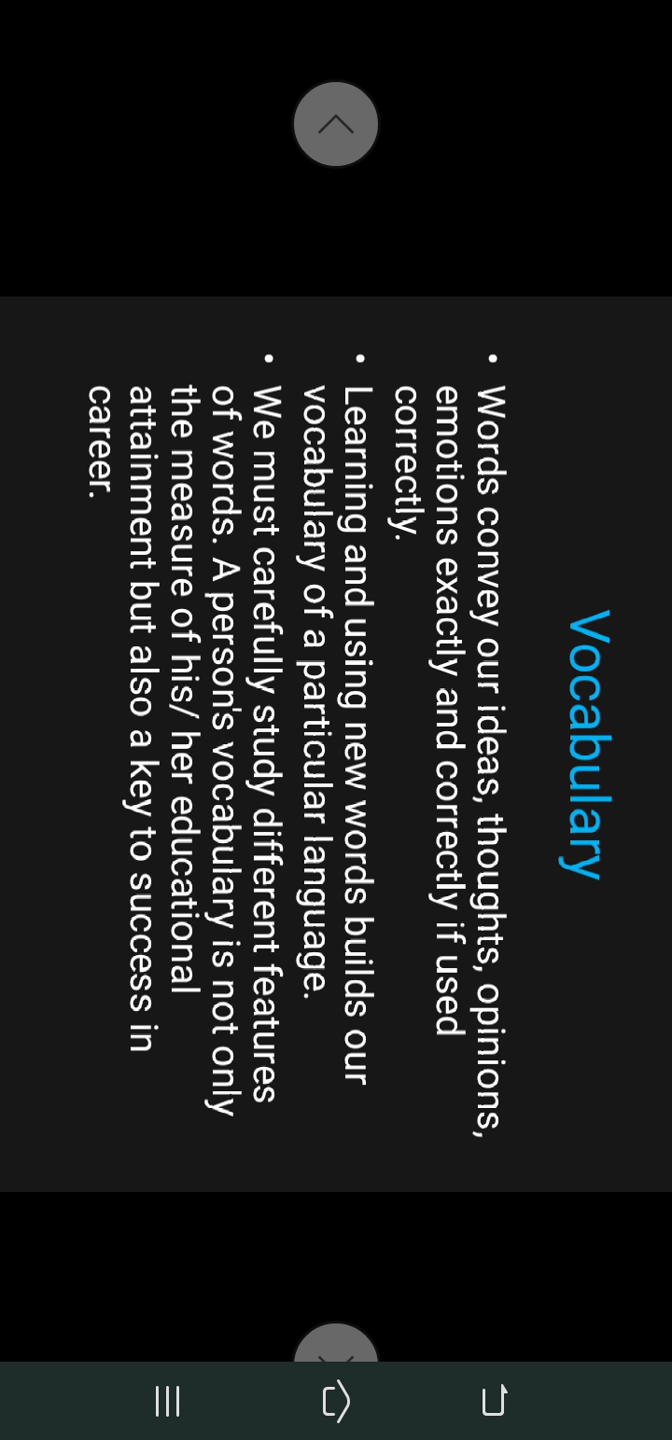 Vocabulary
• Words convey our ideas, thoughts, opinions,
emotions exactly and correctly if used
correctly.
• Learning and using new words builds our
vocabulary of a particular language.
• We must carefully study different features
of words. A person's vocabulary is not only
the measure of his/ her educational
attainment but also a key to success in
career.